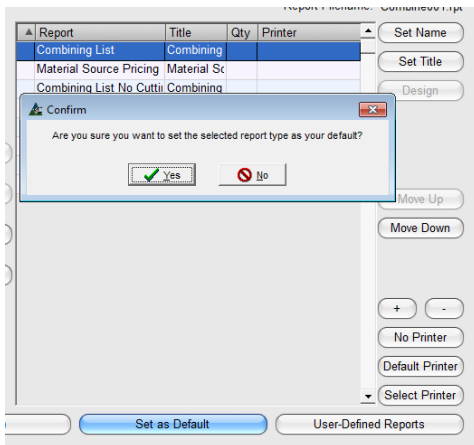 Report Filename: Combine001.rpt
Report Title Qty Printer
Set Name
Combining List Combining
Set Title
Material Source Pricing Material So
Combining List No Cutti Combining
Design
Confirm
Are you sure you want to set the selected report type as your default?
Yes No
Move Up
Move Down
+ -
No Printer
Default Printer
Select Printer
Set as Default User-Defined Reports